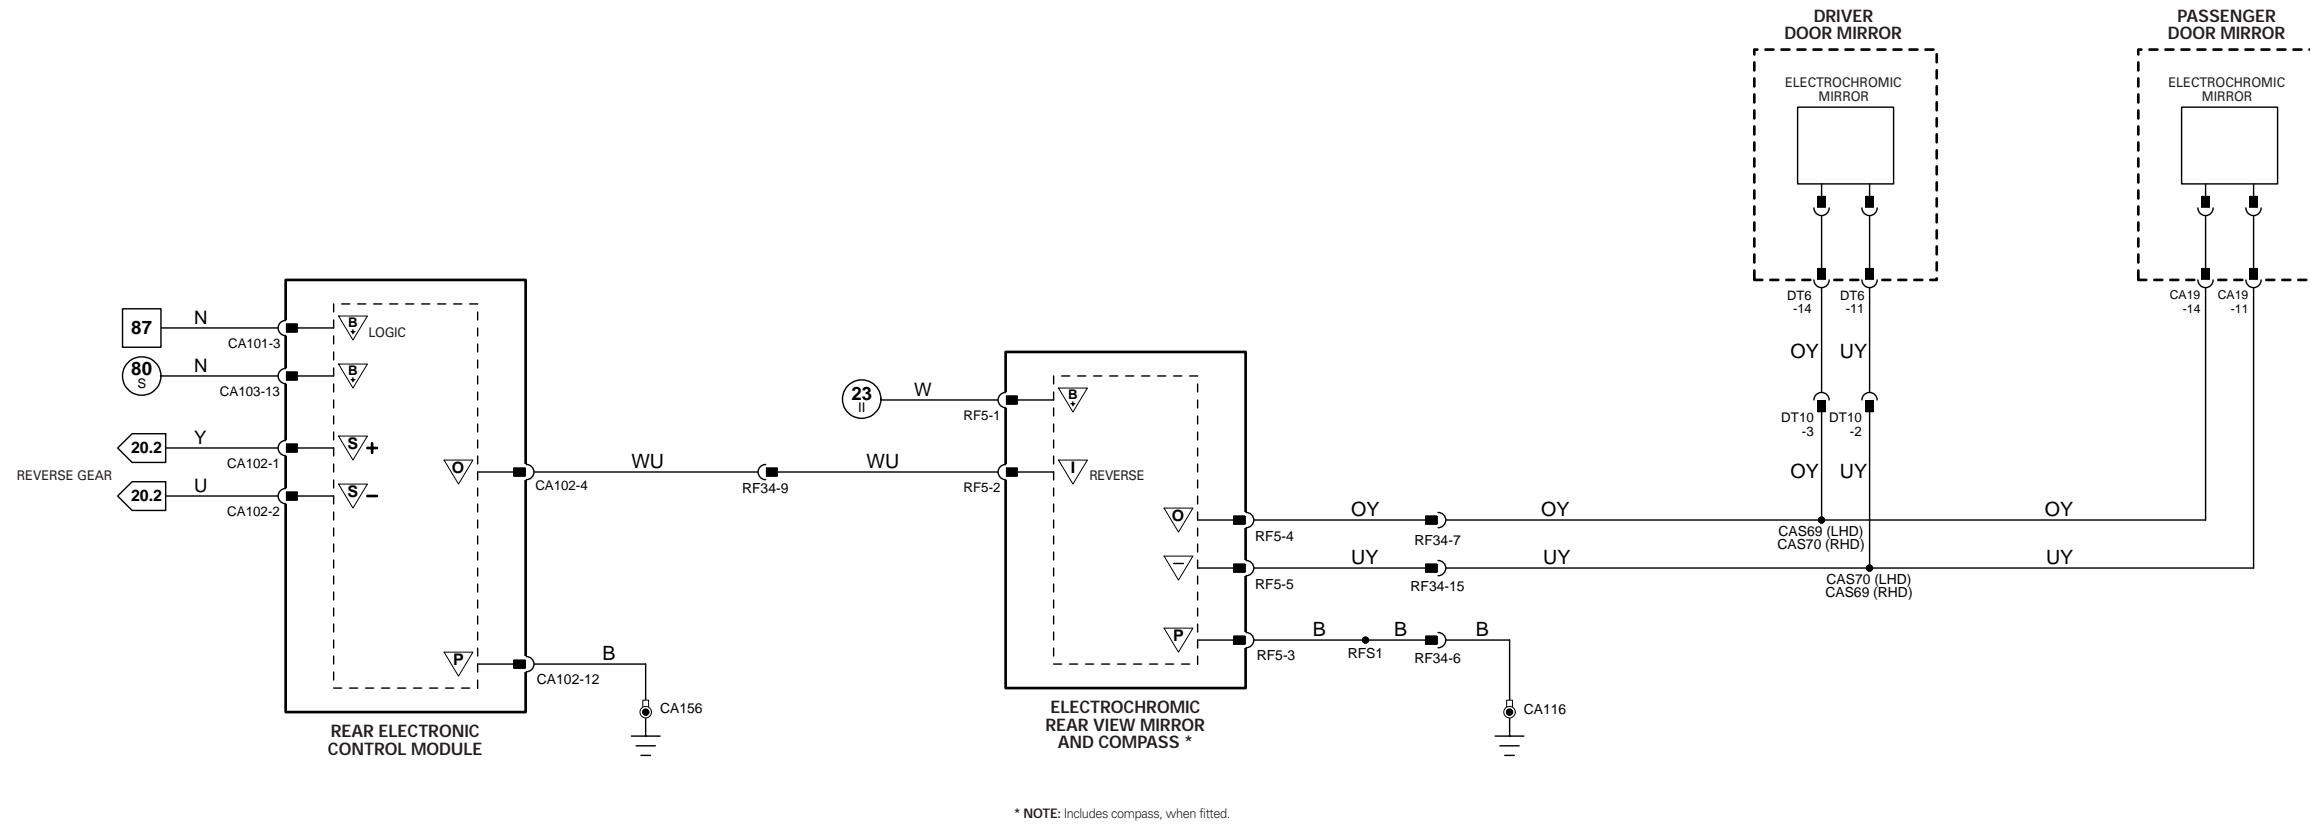 DRIVER
DOOR MIRROR
PASSENGER
DOOR MIRROR
ELECTROCHROMIC
MIRROR
ELECTROCHROMIC
MIRROR
DT6
-14
DT6
-11
CA19
-14
CA19
-11
OY UY
DT10
-3
DT10
-2
OY UY
87
N
CA101-3
B
+
LOGIC
80
S
N
CA103-13
B
+
REVERSE GEAR
20.2
Y
CA102-1
S
+
20.2
U
CA102-2
S
–
O
CA102-4
WU
RF34-9
WU
RF5-2
I
REVERSE
23
II
W
RF5-1
B
+
O
RF5-4
OY
RF34-7
OY
CAS69 (LHD)
CAS70 (RHD)
OY
–
RF5-5
UY
RF34-15
UY
CAS70 (LHD)
CAS69 (RHD)
UY
P
RF5-3
B
RFS1
B
RF34-6
B
CA116
P
CA102-12
B
CA156
REAR ELECTRONIC
CONTROL MODULE
ELECTROCHROMIC
REAR VIEW MIRROR
AND COMPASS *
* NOTE: Includes compass, when fitted.